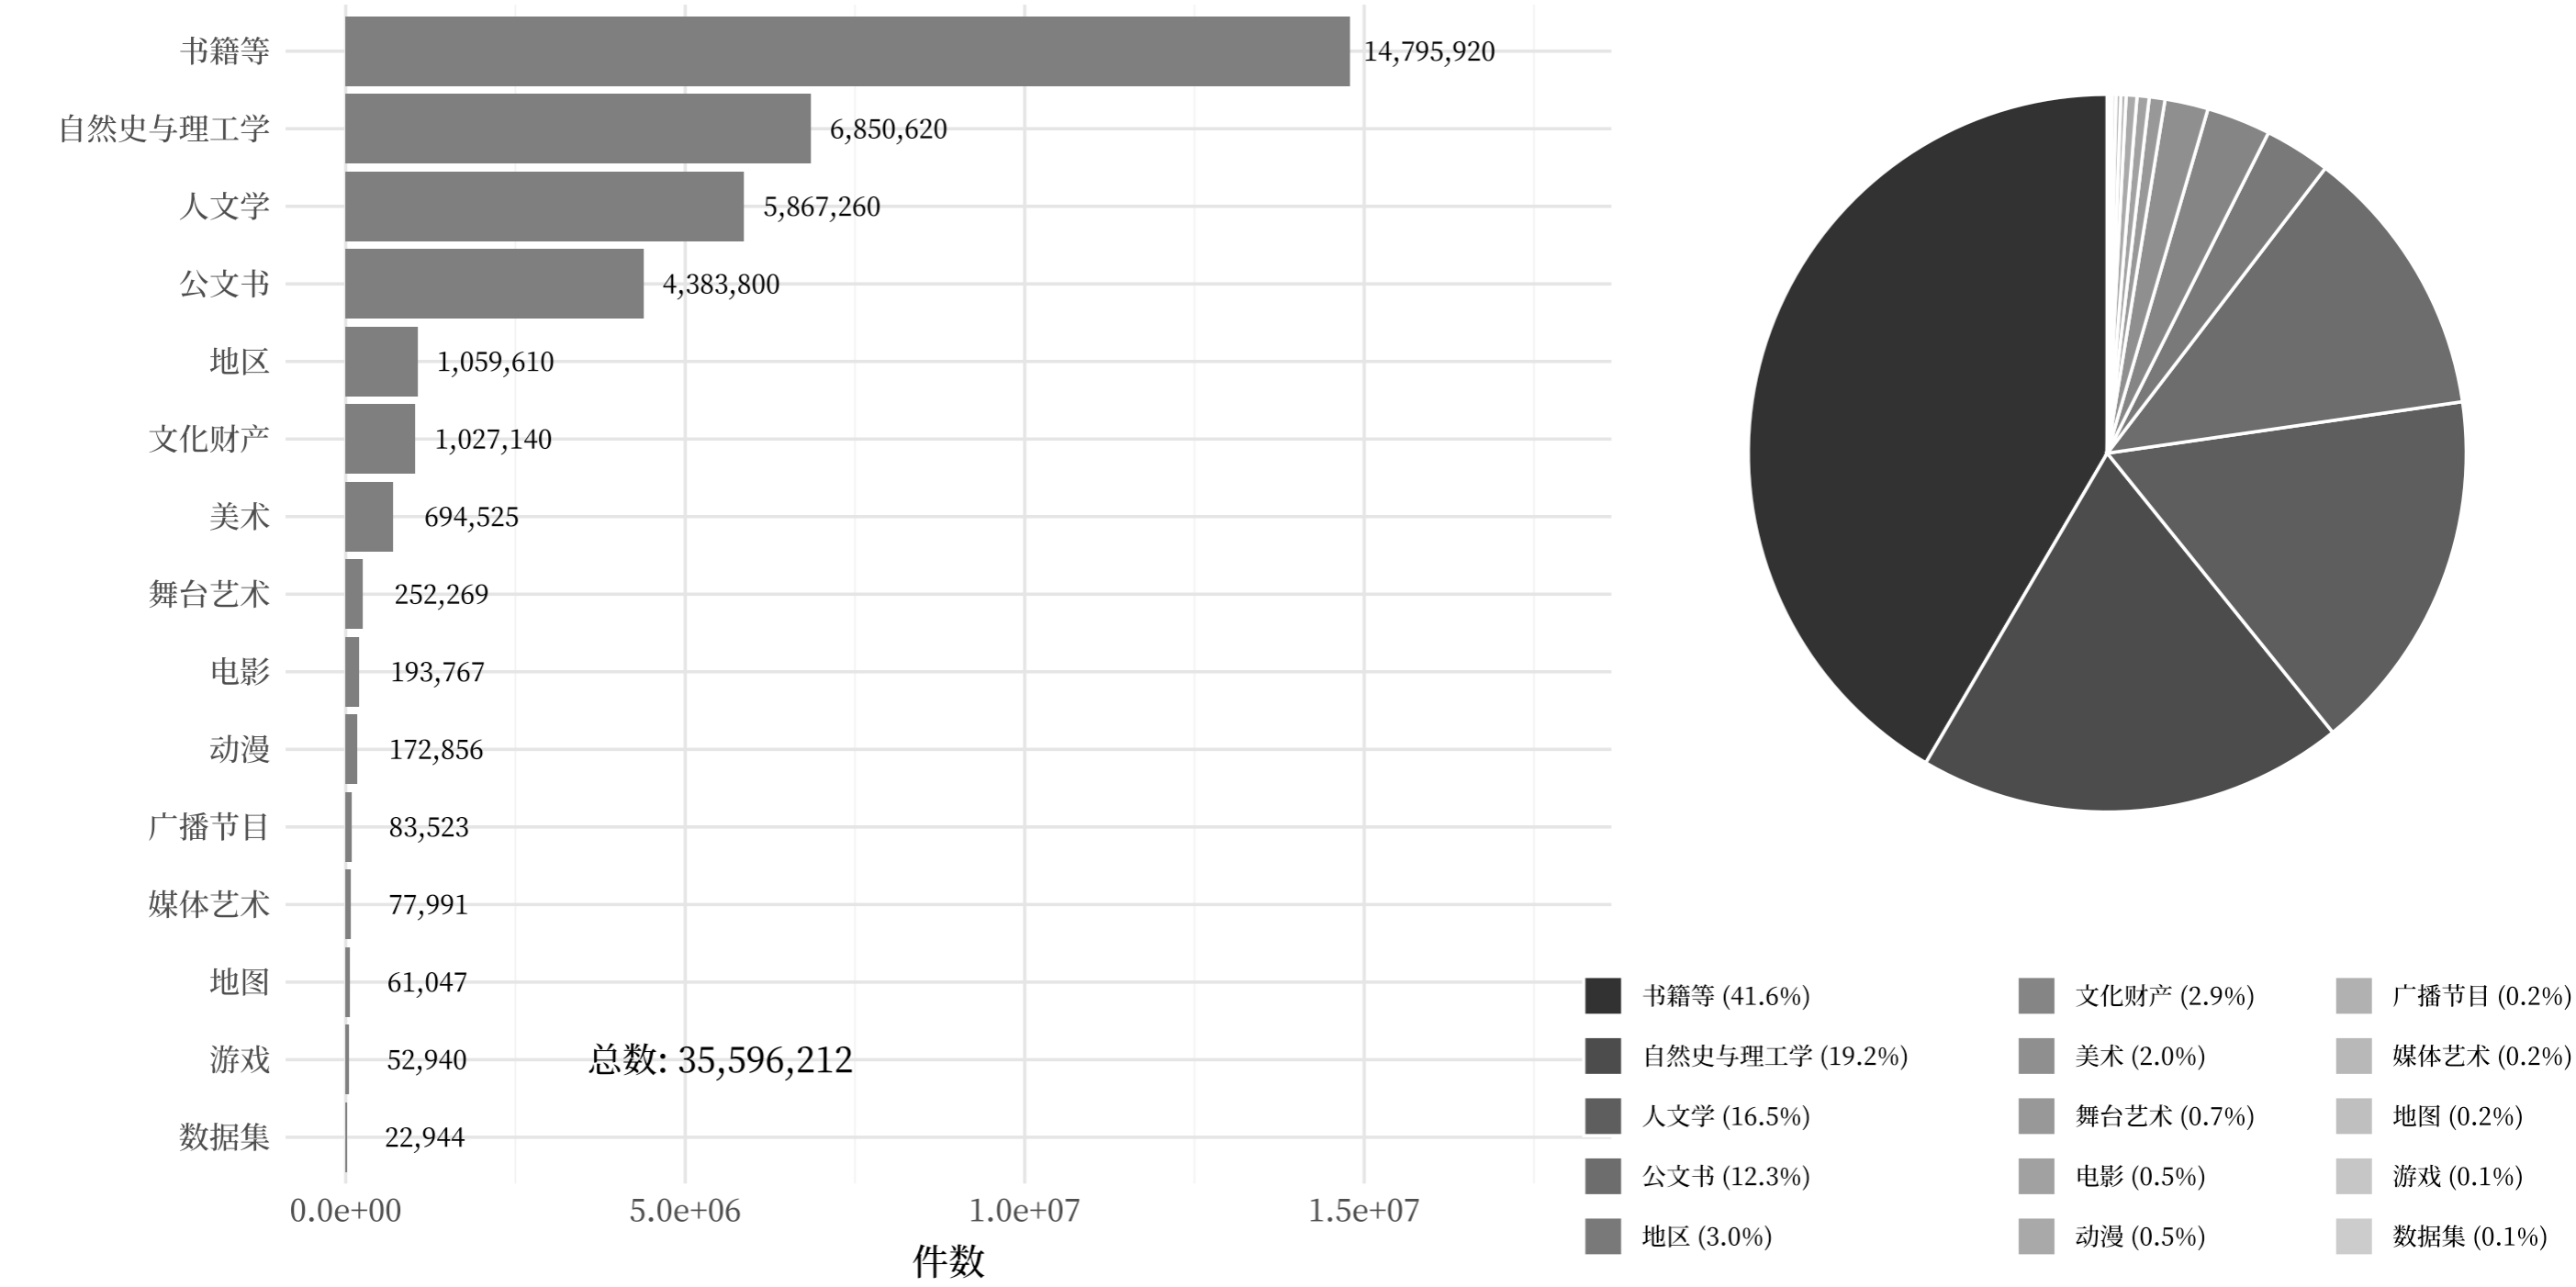 书籍等 14,795,920
自然史与理工学 6,850,620
人文学 5,867,260
公文书 4,383,800
地区 1,059,610
文化财产 1,027,140
美术 694,525
舞台艺术 252,269
电影 193,767
动漫 172,856
广播节目 83,523
媒体艺术 77,991
地图 61,047
游戏 52,940 总数: 35,596,212
数据集 22,944
0.0e+00 5.0e+06 1.0e+07 1.5e+07
件数
书籍等 (41.6%) 文化财产 (2.9%) 广播节目 (0.2%)
自然史与理工学 (19.2%) 美术 (2.0%) 媒体艺术 (0.2%)
人文学 (16.5%) 舞台艺术 (0.7%) 地图 (0.2%)
公文书 (12.3%) 电影 (0.5%) 游戏 (0.1%)
地区 (3.0%) 动漫 (0.5%) 数据集 (0.1%)